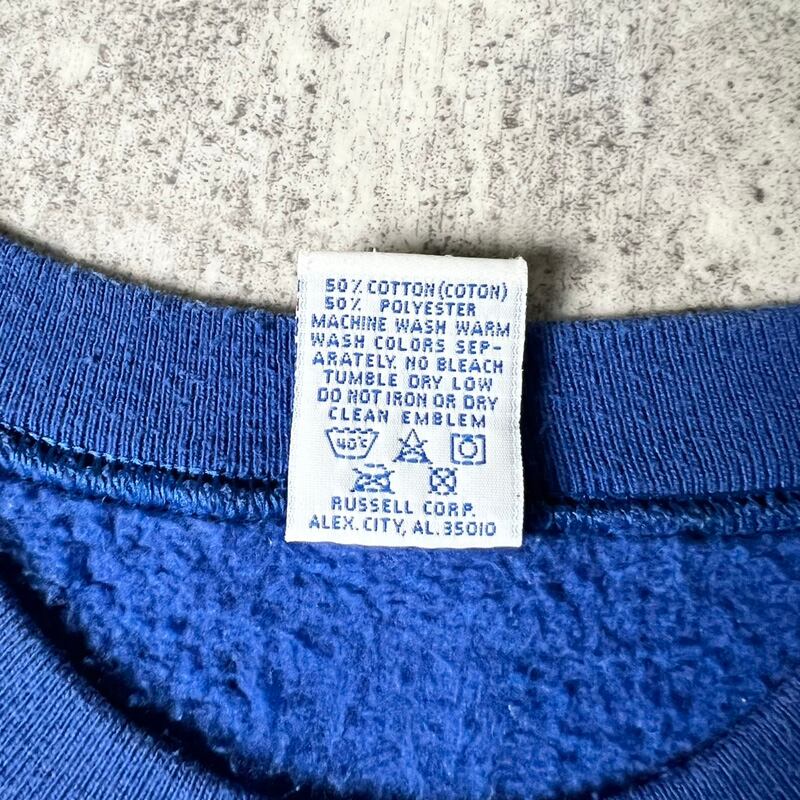 50% COTTON (COTON)
50% POLYESTER
MACHINE WASH WARM
WASH COLORS SEP-
ARATELY. NO BLEACH
TUMBLE DRY LOW
DO NOT IRON OR DRY
CLEAN EMBLEM
40°C
RUSSELL CORP.
ALEX. CITY, AL. 35010